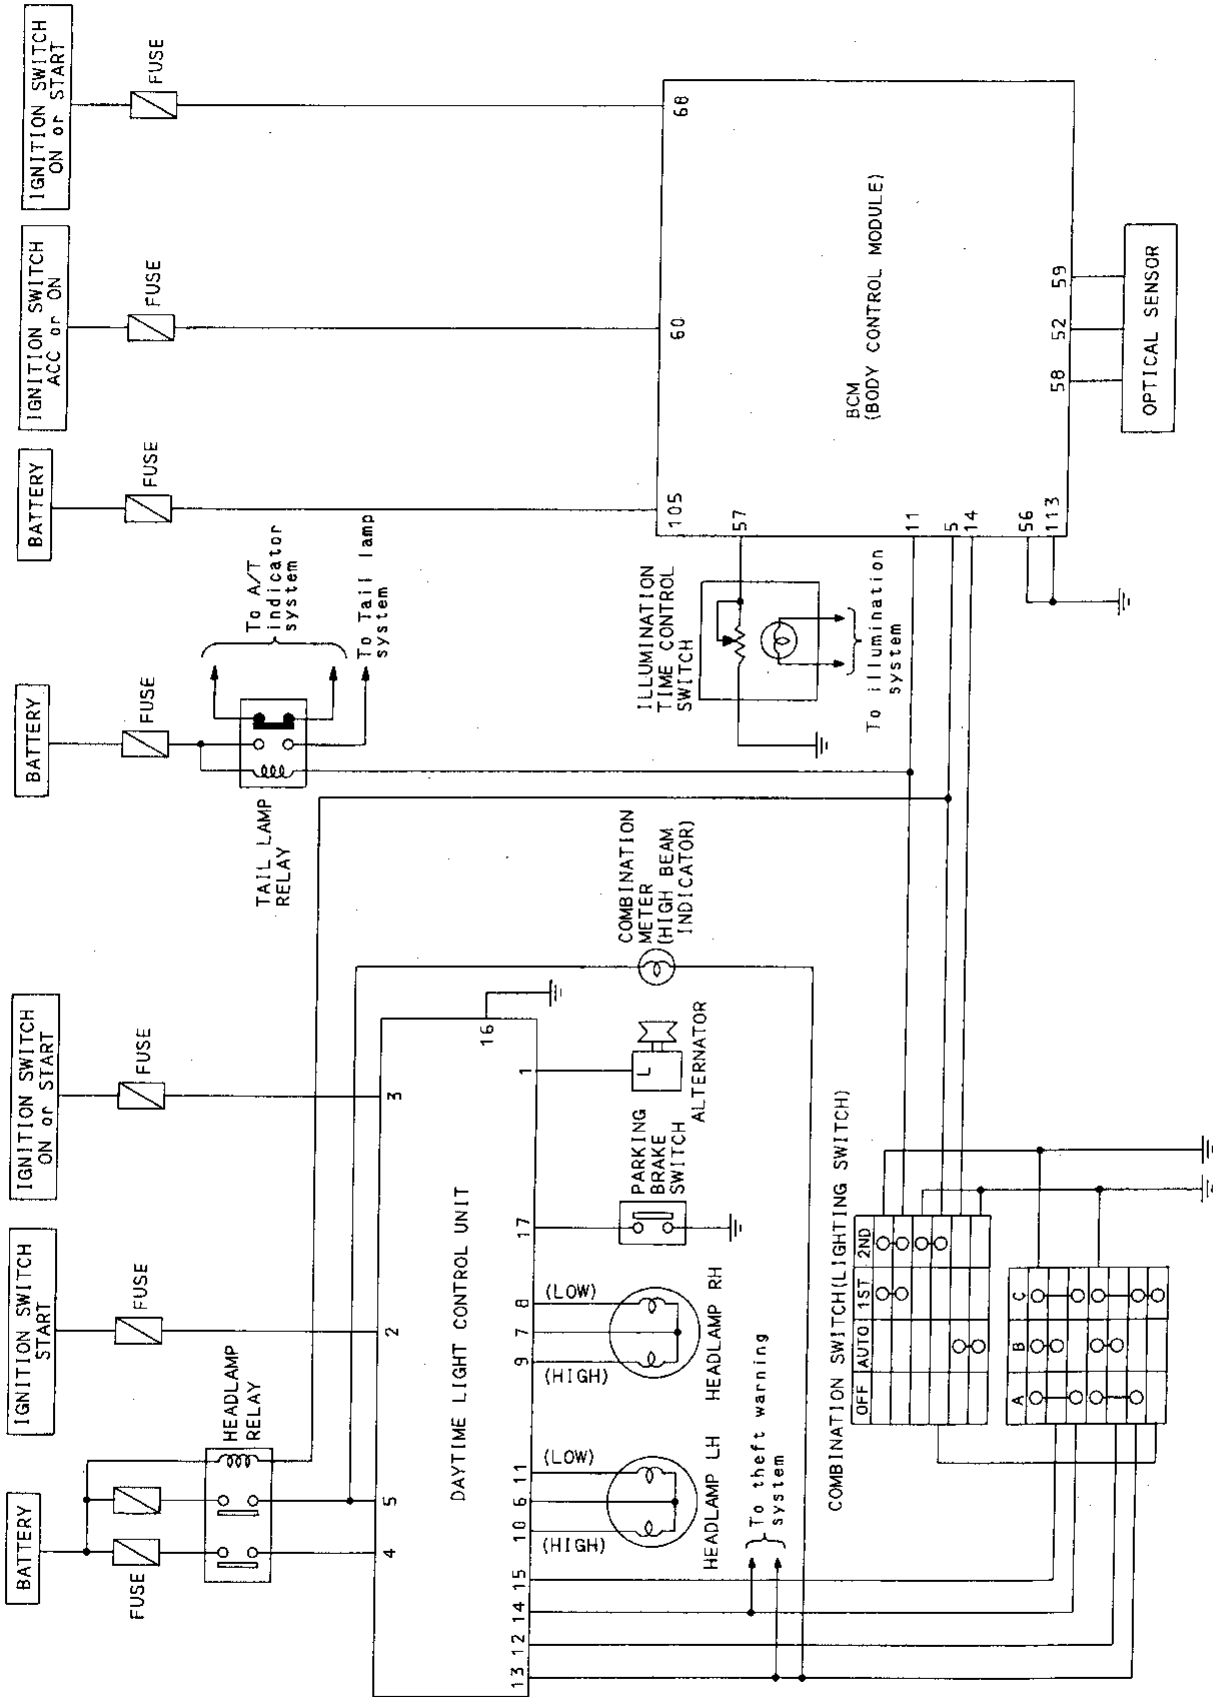 BATTERY
IGNITION SWITCH
START
IGNITION SWITCH
ON or START
BATTERY
BATTERY
IGNITION SWITCH
ACC or ON
IGNITION SWITCH
ON or START
FUSE
FUSE
FUSE
FUSE
FUSE
FUSE
FUSE
HEADLAMP
RELAY
TAIL LAMP
RELAY
To A/T
indicator
system
To Tail lamp
system
4
5
2
3
16
DAYTIME LIGHT CONTROL UNIT
13
12
14
15
10
6
11
9
7
8
17
1
(HIGH)
(LOW)
(HIGH)
(LOW)
HEADLAMP LH
HEADLAMP RH
PARKING
BRAKE
SWITCH
L
ALTERNATOR
COMBINATION
METER
(HIGH BEAM
INDICATOR)
To theft warning
system
105
60
68
57
11
5
14
56
113
58
52
59
BCM
(BODY CONTROL MODULE)
ILLUMINATION
TIME CONTROL
SWITCH
To illumination
system
OPTICAL SENSOR
COMBINATION SWITCH(LIGHTING SWITCH)
OFF
AUTO
1ST
2ND
A
B
C